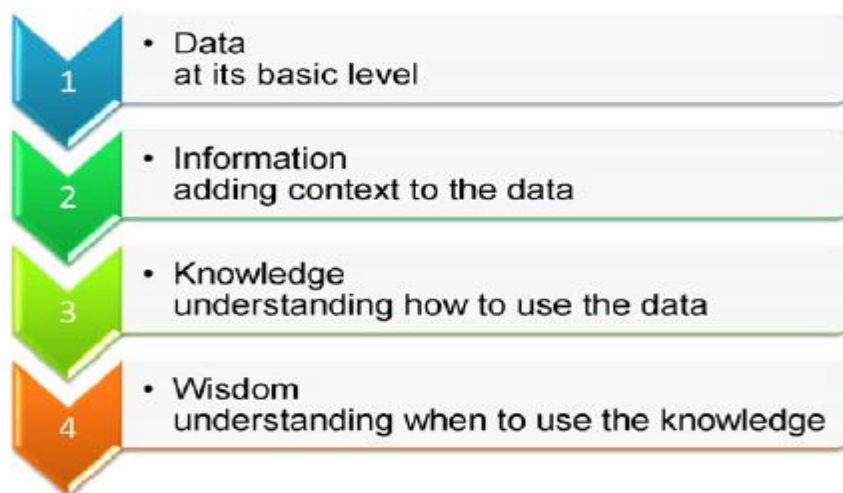 1
• Data
at its basic level
2
• Information
adding context to the data
3
• Knowledge
understanding how to use the data
4
• Wisdom
understanding when to use the knowledge